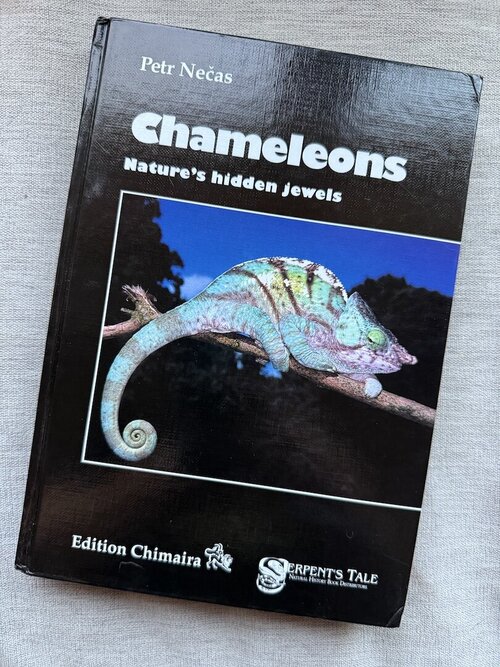 Petr Nečas
Chameleons
Nature's hidden jewels
Edition Chimaira
SERPENT'S TALE
NATURAL HISTORY BOOK DISTRIBUTORS